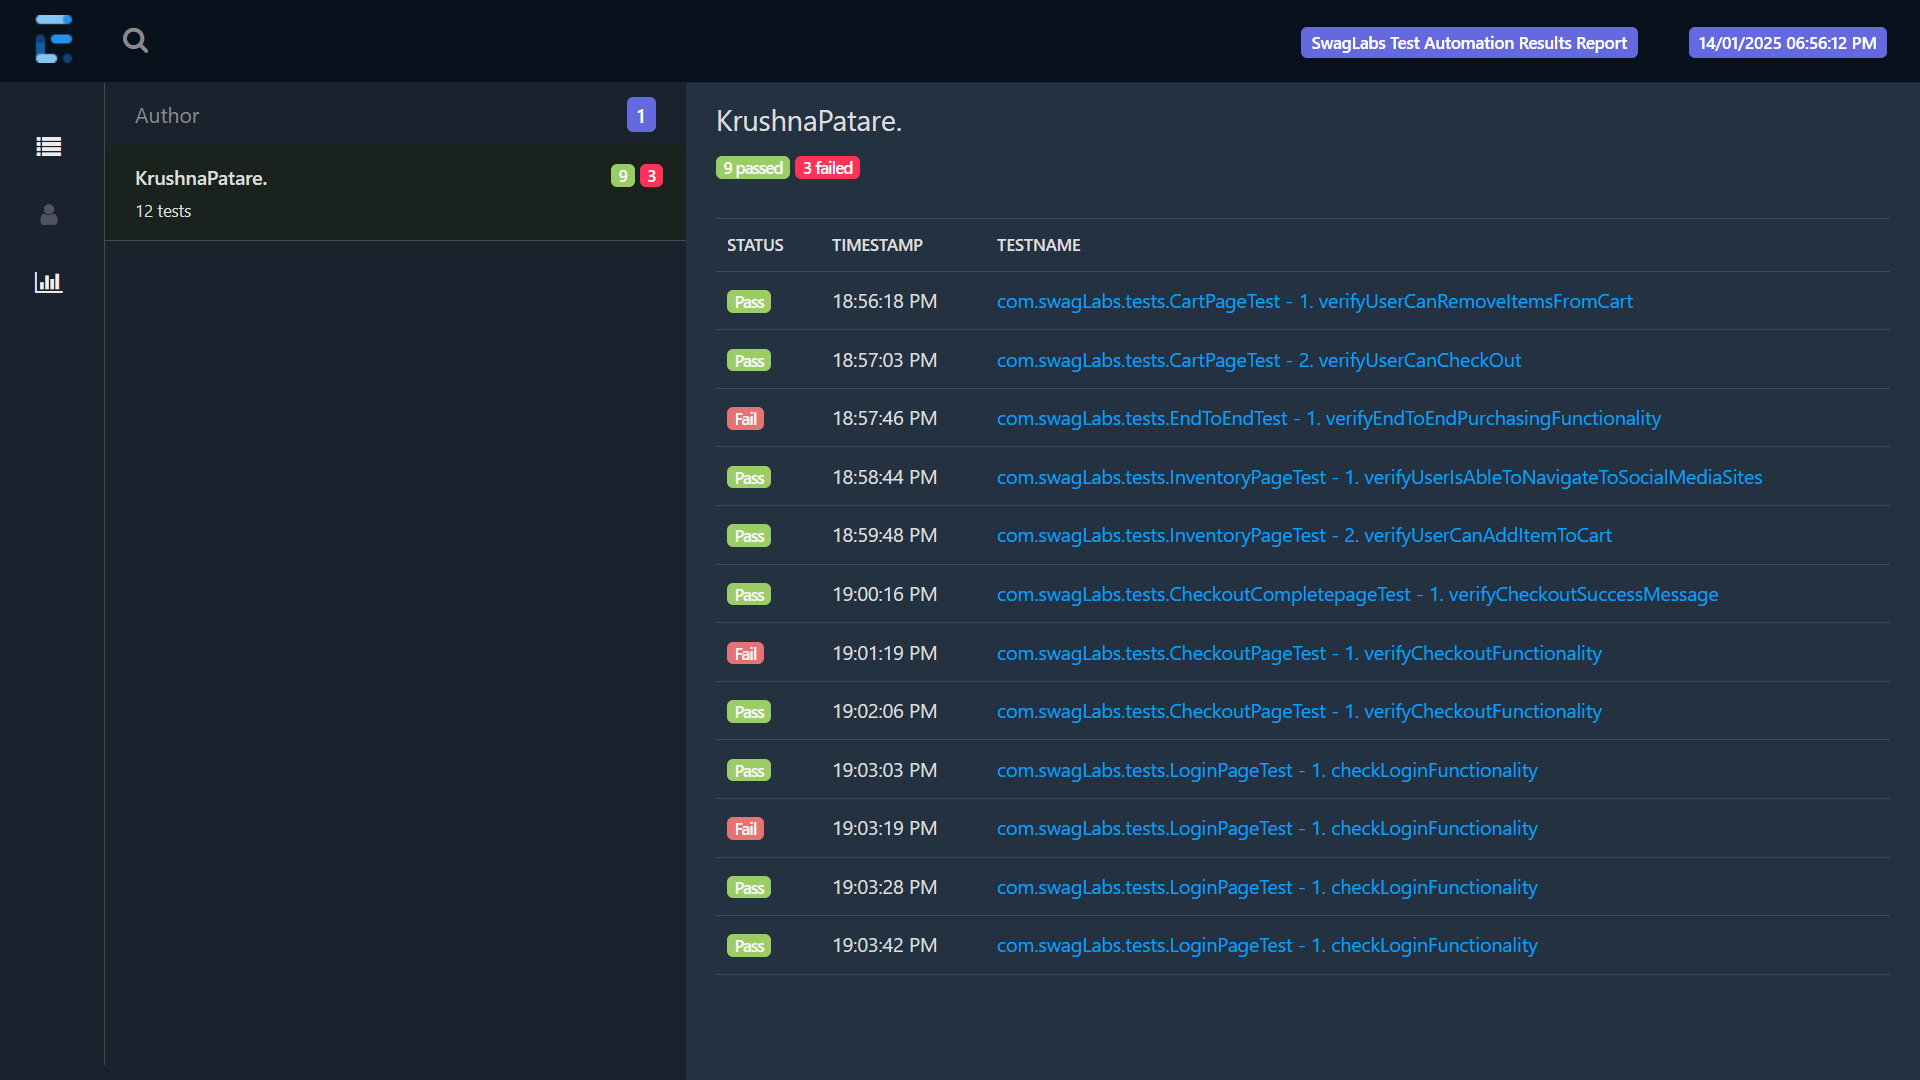 SwagLabs Test Automation Results Report 14/01/2025 06:56:12 PM
Author 1
KrushnaPatare. 9 3
12 tests
KrushnaPatare.
9 passed 3 failed
STATUS TIMESTAMP TESTNAME
Pass 18:56:18 PM com.swagLabs.tests.CartPageTest - 1. verifyUserCanRemoveItemsFromCart
Pass 18:57:03 PM com.swagLabs.tests.CartPageTest - 2. verifyUserCanCheckOut
Fail 18:57:46 PM com.swagLabs.tests.EndToEndTest - 1. verifyEndToEndPurchasingFunctionality
Pass 18:58:44 PM com.swagLabs.tests.InventoryPageTest - 1. verifyUserIsAbleToNavigateToSocialMediaSites
Pass 18:59:48 PM com.swagLabs.tests.InventoryPageTest - 2. verifyUserCanAddItemToCart
Pass 19:00:16 PM com.swagLabs.tests.CheckoutCompletepageTest - 1. verifyCheckoutSuccessMessage
Fail 19:01:19 PM com.swagLabs.tests.CheckoutPageTest - 1. verifyCheckoutFunctionality
Pass 19:02:06 PM com.swagLabs.tests.CheckoutPageTest - 1. verifyCheckoutFunctionality
Pass 19:03:03 PM com.swagLabs.tests.LoginPageTest - 1. checkLoginFunctionality
Fail 19:03:19 PM com.swagLabs.tests.LoginPageTest - 1. checkLoginFunctionality
Pass 19:03:28 PM com.swagLabs.tests.LoginPageTest - 1. checkLoginFunctionality
Pass 19:03:42 PM com.swagLabs.tests.LoginPageTest - 1. checkLoginFunctionality